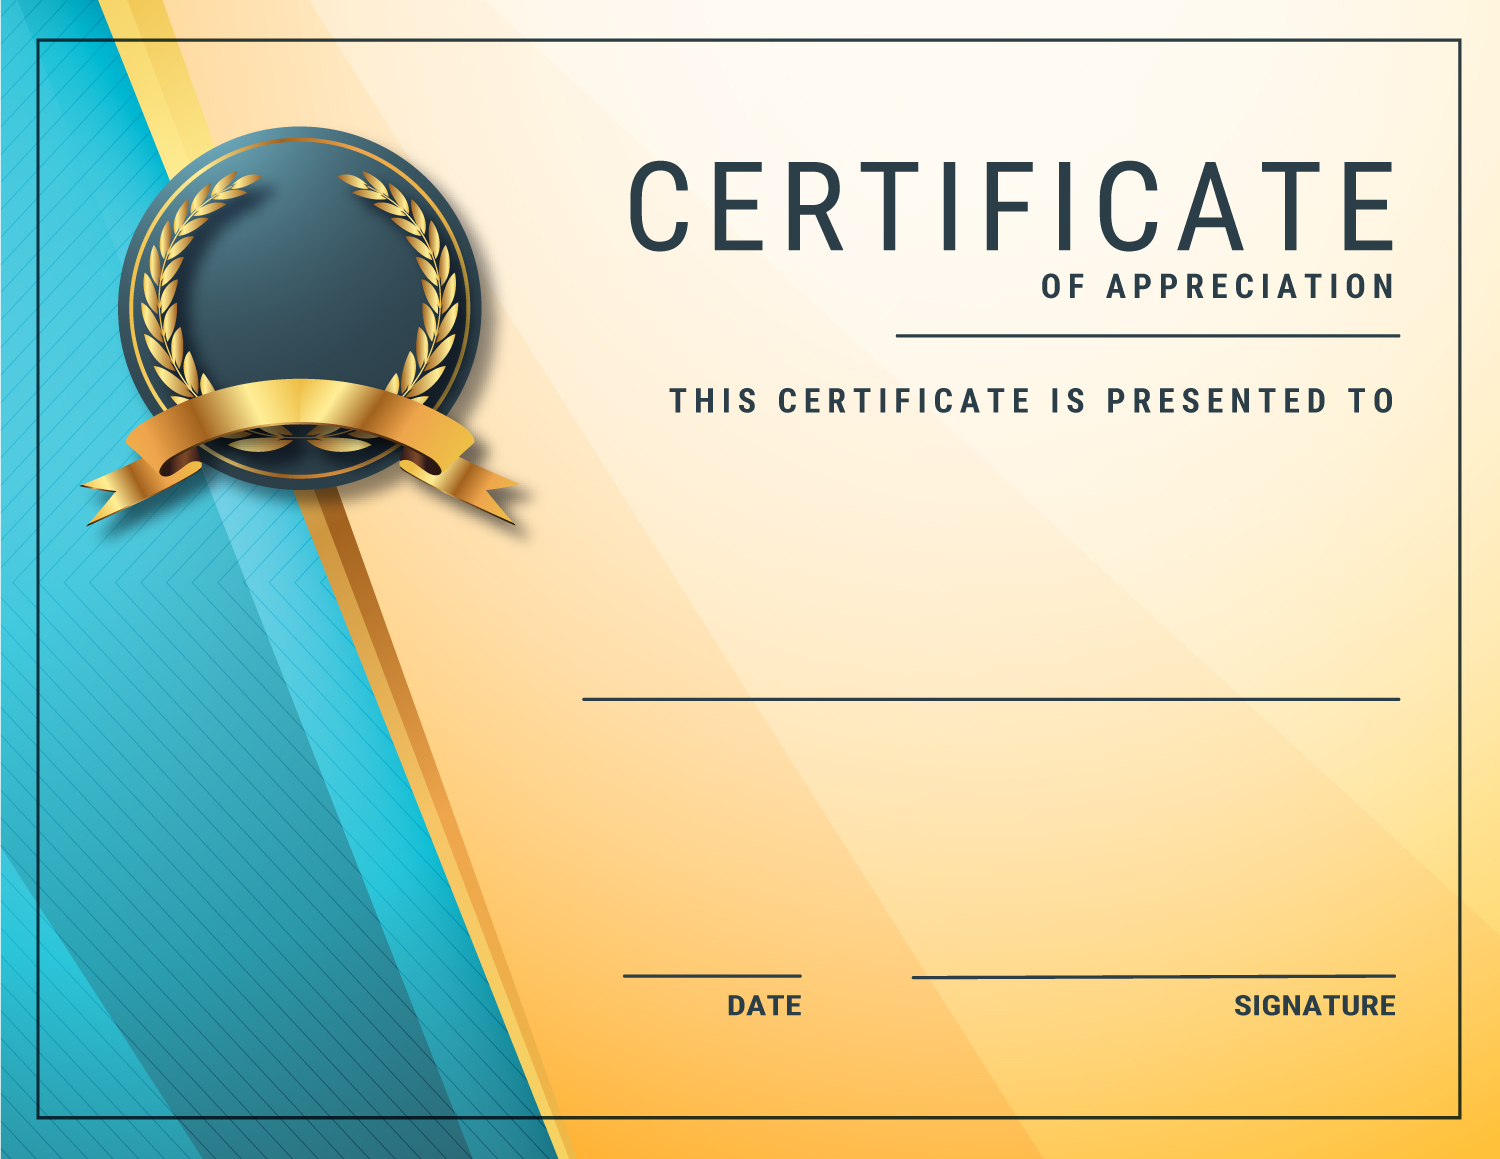 CERTIFICATE
OF APPRECIATION
THIS CERTIFICATE IS PRESENTED TO
DATE
SIGNATURE